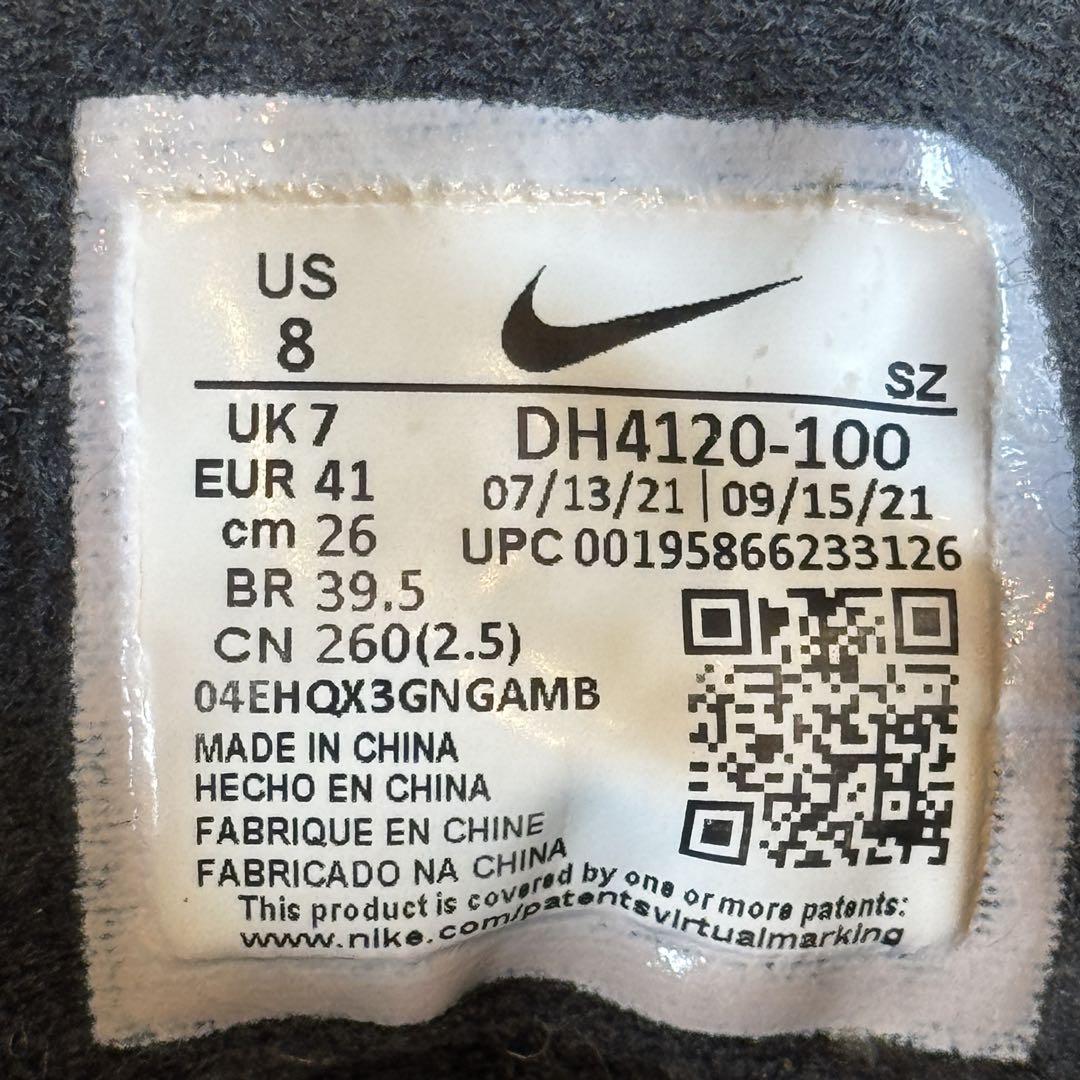 US
8
SZ
UK 7
DH4120-100
EUR 41
07/13/21 | 09/15/21
cm 26
UPC 00195866233126
BR 39.5
CN 260(2.5)
04EHQX3GNGAMB
MADE IN CHINA
HECHO EN CHINA
FABRIQUE EN CHINE
FABRICADO NA CHINA
This product is covered by one or more patents:
www.nike.com/patentsvirtualmarking